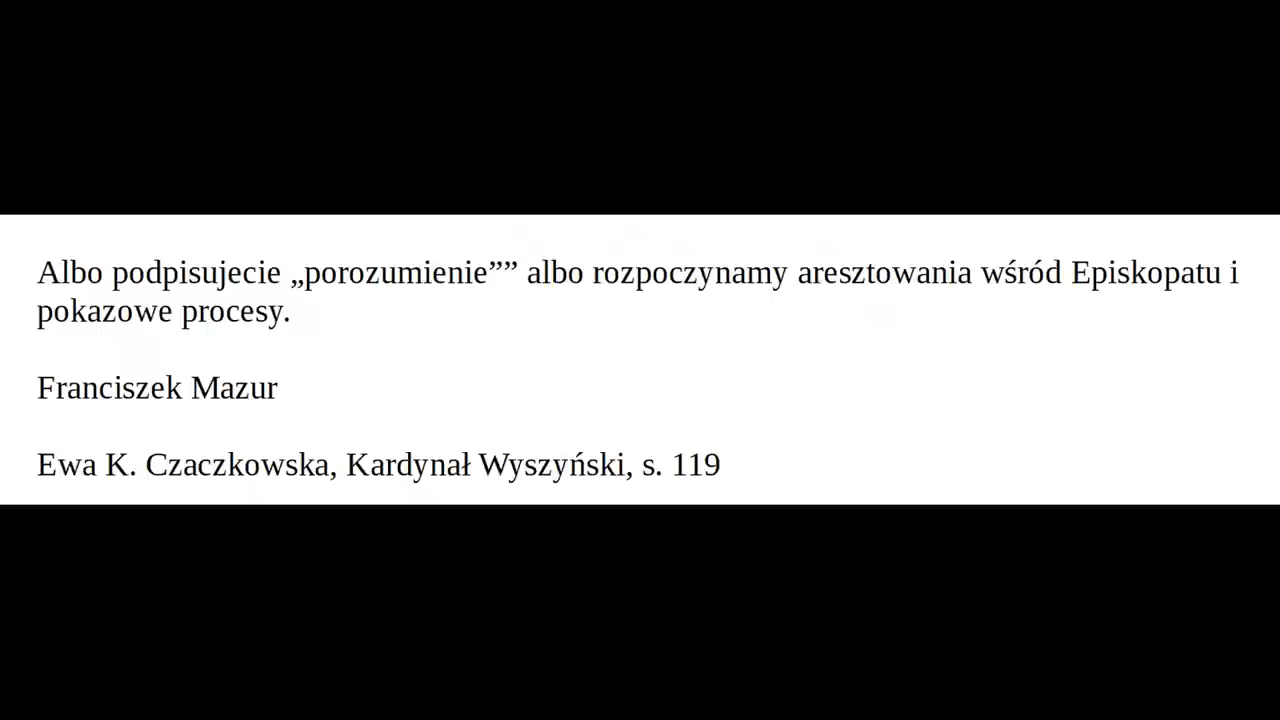 Albo podpisujecie „porozumienie”” albo rozpoczynamy aresztowania wśród Episkopatu i
pokazowe procesy.
Franciszek Mazur
Ewa K. Czaczkowska, Kardynał Wyszyński, s. 119